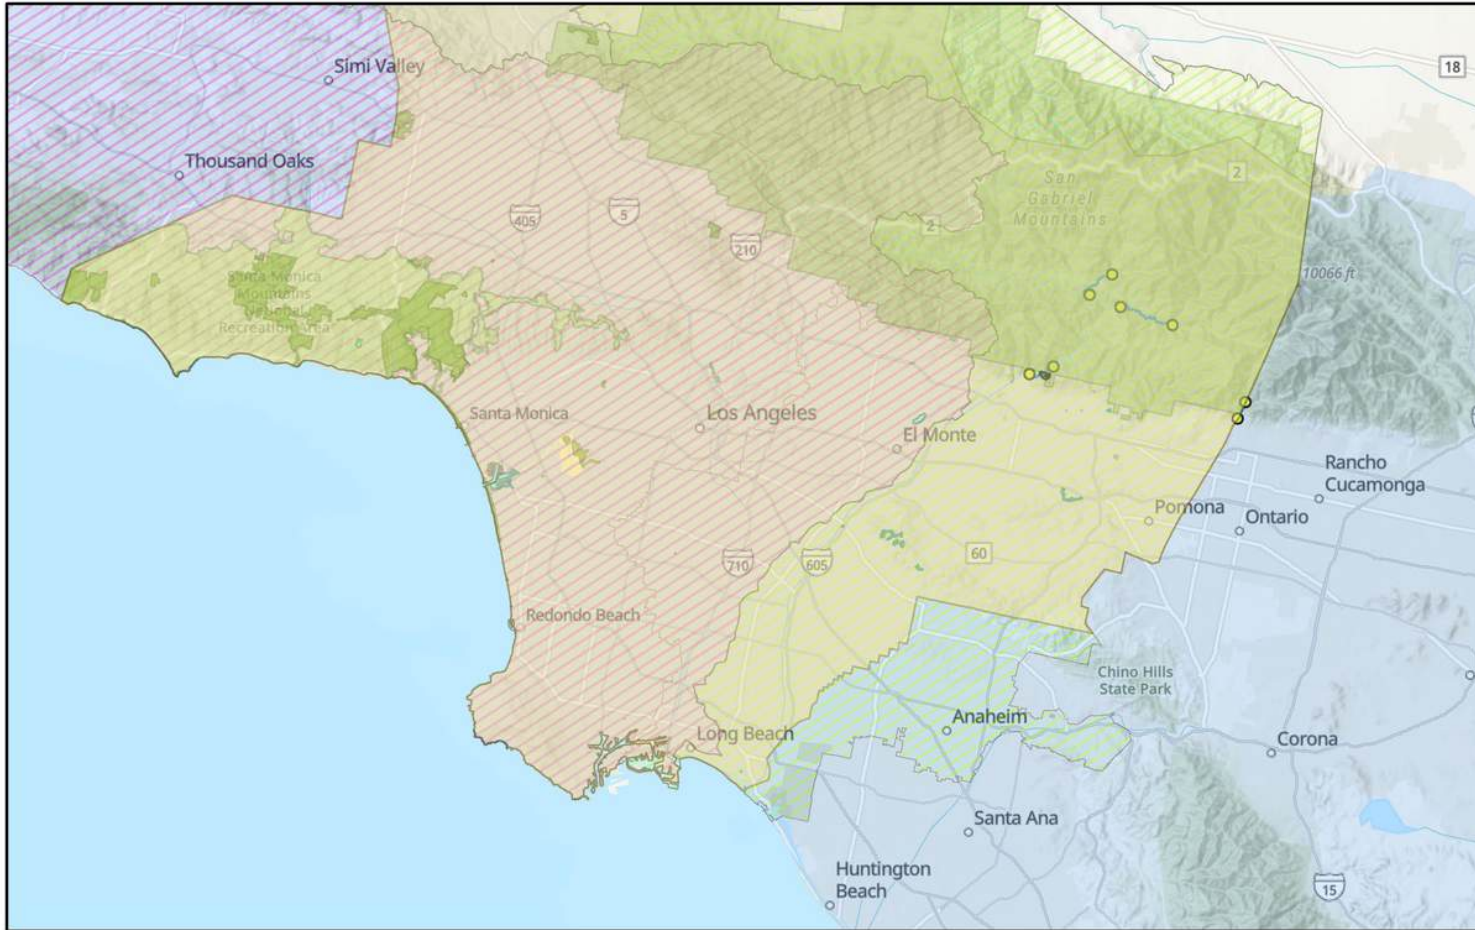 18
Simi Valley
Thousand Oaks
2
San
Gabriel
Mountains
405
5
2
210
10066 ft
Santa Monica
Mountains
National
Recreation Area
Santa Monica
Los Angeles
El Monte
Rancho
Cucamonga
Pomona
Ontario
60
710
605
Redondo Beach
Chino Hills
State Park
Anaheim
Long Beach
Corona
Santa Ana
Huntington
Beach
15